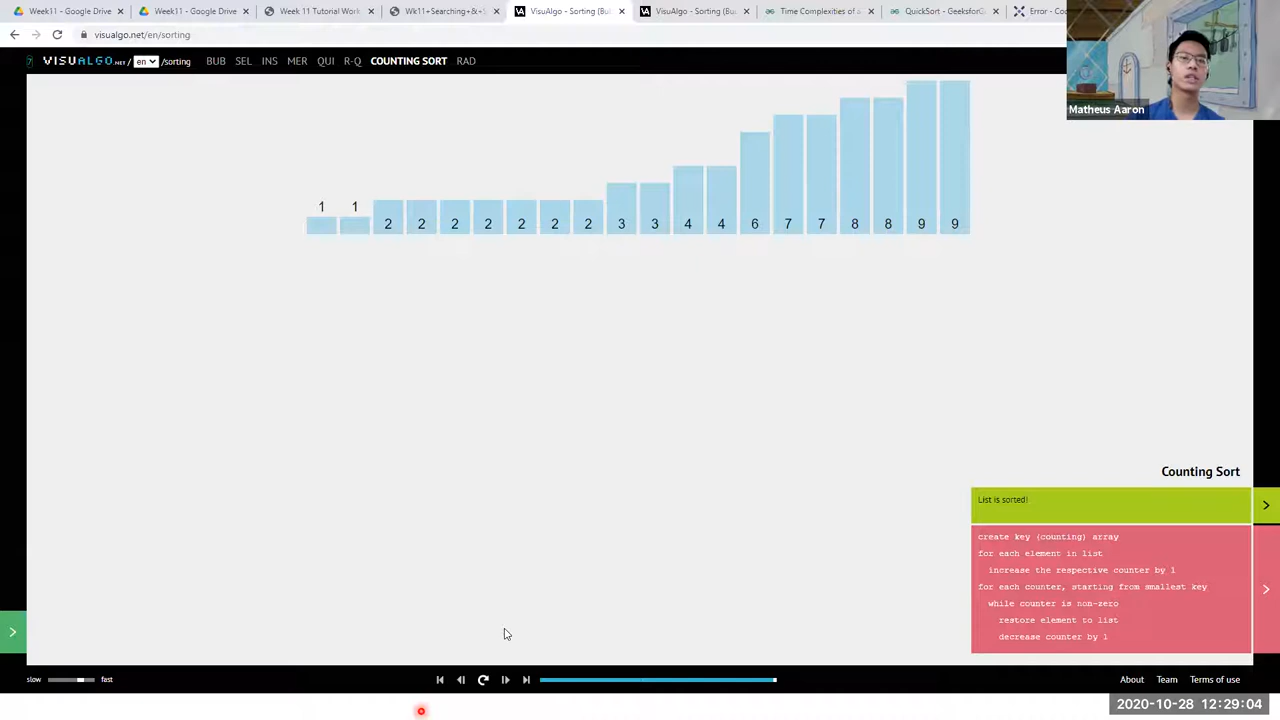 Week11 - Google Drive
Week11 - Google Drive
Week 11 Tutorial Work
Wk11+Searching+&+S
VisuAlgo - Sorting (Bub
VisuAlgo - Sorting (Bub
Time Complexities of a
QuickSort - GeeksforGe
Error - Co
visualgo.net/en/sorting
7 VISUALGO.NET/ en /sorting
BUB SEL INS MER QUI R-Q COUNTING SORT RAD
Matheus Aaron
1 1 2 2 2 2 2 2 2 3 3 4 4 6 7 7 8 8 9 9
Counting Sort
List is sorted!
create key (counting) array
for each element in list
increase the respective counter by 1
for each counter, starting from smallest key
while counter is non-zero
restore element to list
decrease counter by 1
slow fast
About Team Terms of use
2020-10-28 12:29:04